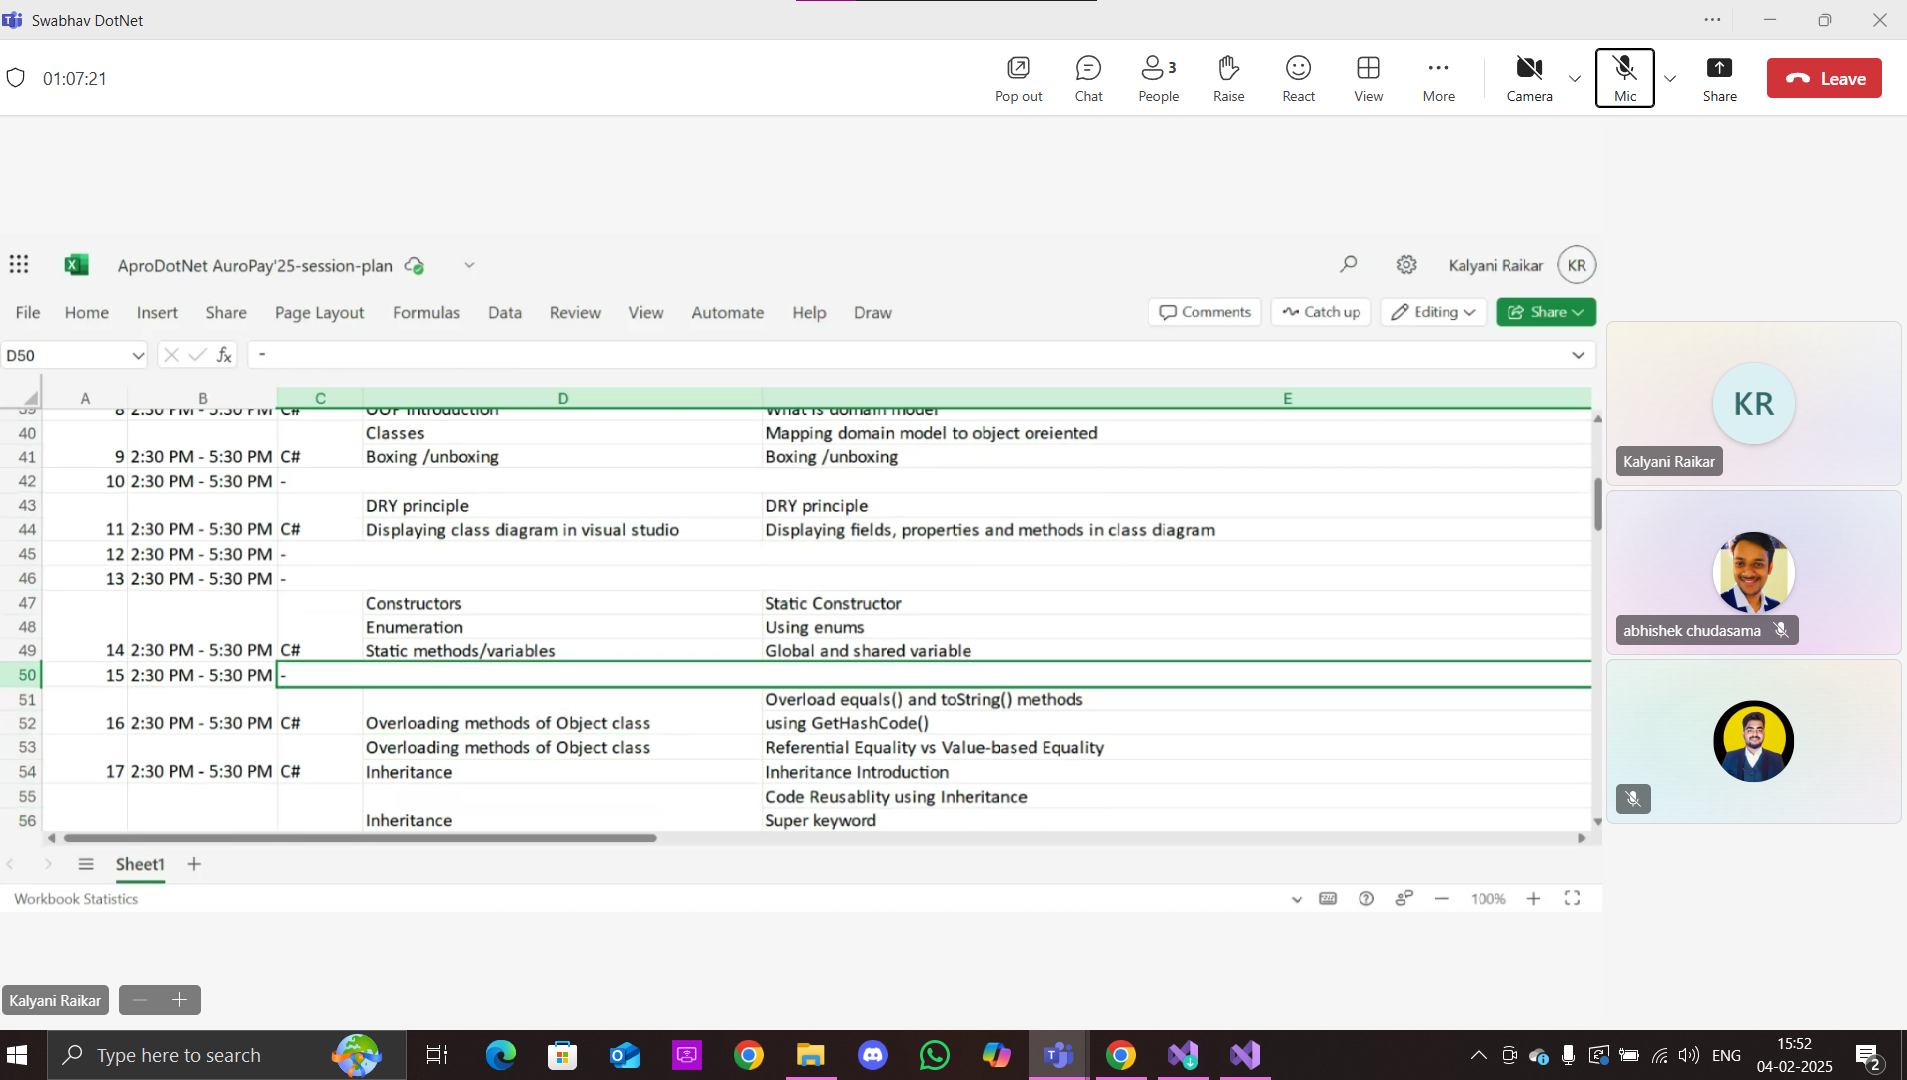 Swabhav DotNet
01:07:21
Pop out
Chat
3
People
Raise
React
View
More
Camera
Mic
Share
Leave
AproDotNet AuroPay'25-session-plan
Kalyani Raikar
KR
File Home Insert Share Page Layout Formulas Data Review View Automate Help Draw
Comments
Catch up
Editing
Share
D50
fx
-
A B C D E
39 8 2:30 PM - 5:30 PM C# OOP Introduction What is domain model
40 Classes Mapping domain model to object oreiented
41 9 2:30 PM - 5:30 PM C# Boxing /unboxing Boxing /unboxing
42 10 2:30 PM - 5:30 PM -
43 DRY principle DRY principle
44 11 2:30 PM - 5:30 PM C# Displaying class diagram in visual studio Displaying fields, properties and methods in class diagram
45 12 2:30 PM - 5:30 PM -
46 13 2:30 PM - 5:30 PM -
47 Constructors Static Constructor
48 Enumeration Using enums
49 14 2:30 PM - 5:30 PM C# Static methods/variables Global and shared variable
50 15 2:30 PM - 5:30 PM -
51 Overload equals() and toString() methods
52 16 2:30 PM - 5:30 PM C# Overloading methods of Object class using GetHashCode()
53 Overloading methods of Object class Referential Equality vs Value-based Equality
54 17 2:30 PM - 5:30 PM C# Inheritance Inheritance Introduction
55 Code Reusablity using Inheritance
56 Inheritance Super keyword
Sheet1
Workbook Statistics
100%
KR
Kalyani Raikar
abhishek chudasama
Kalyani Raikar
Type here to search
ENG
15:52
04-02-2025
2